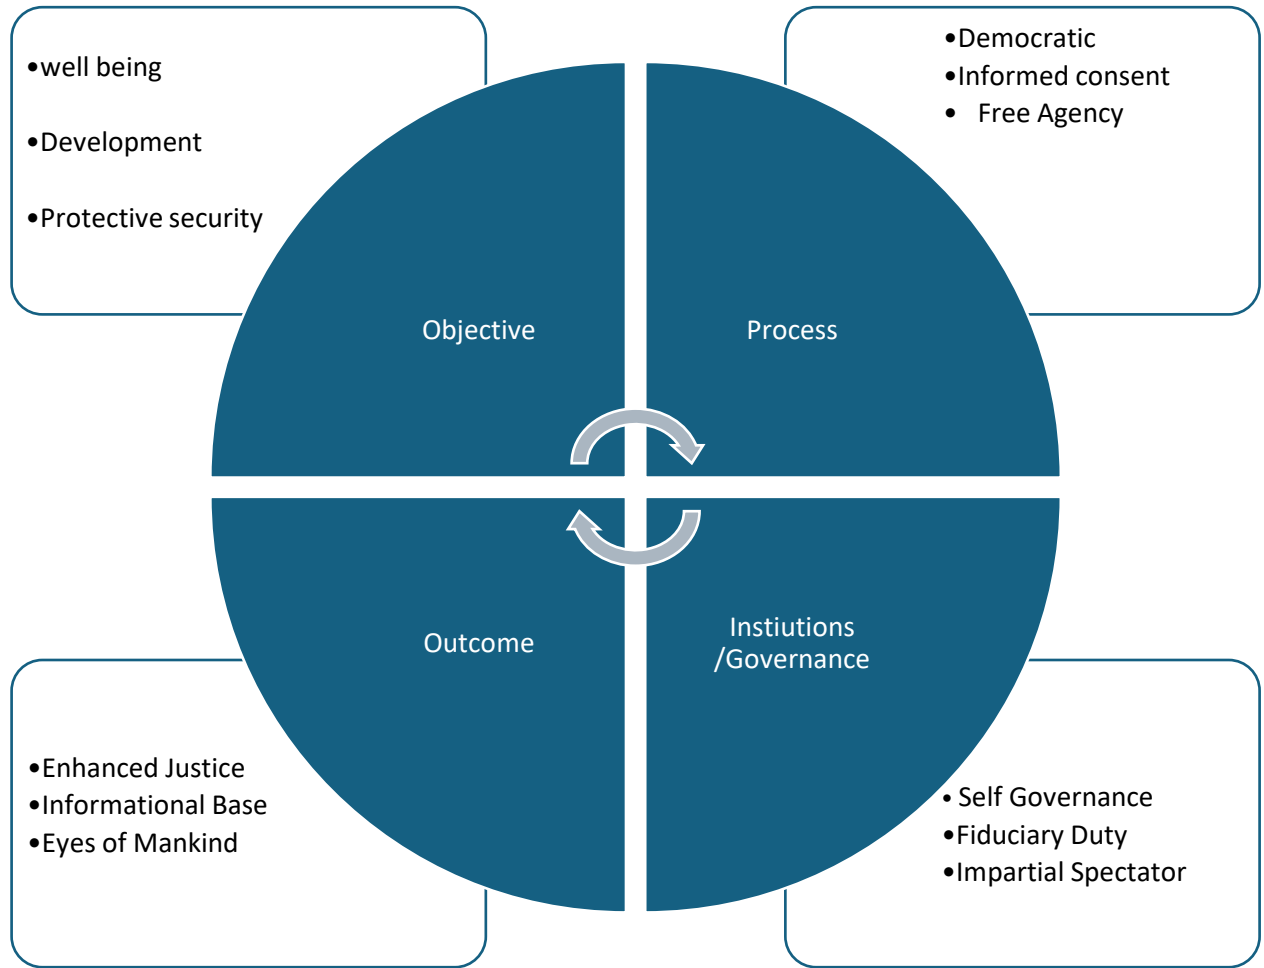 •well being
•Development
•Protective security
•Democratic
•Informed consent
• Free Agency
Objective
Process
Outcome
Instiutions
/Governance
•Enhanced Justice
•Informational Base
•Eyes of Mankind
• Self Governance
•Fiduciary Duty
•Impartial Spectator